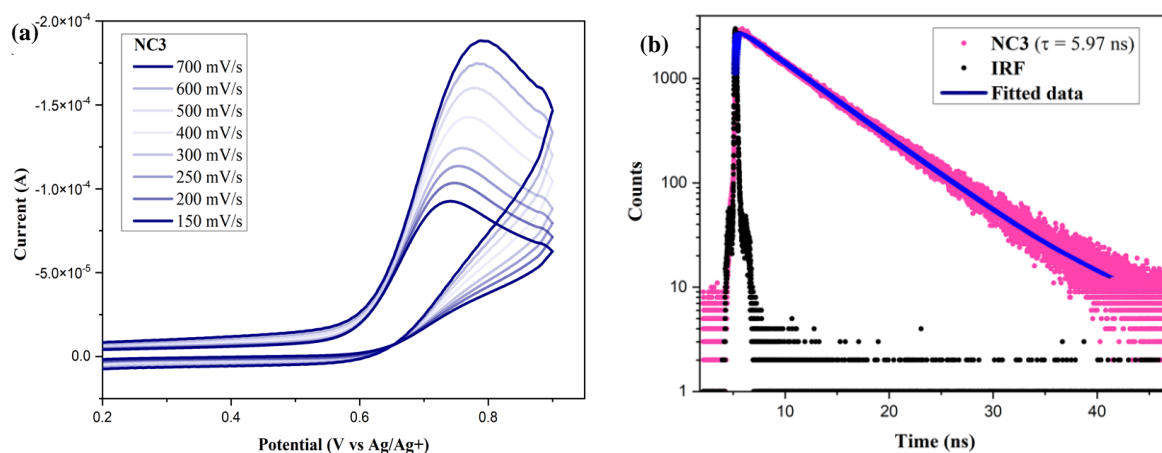 (a)
-2.0×10⁻⁴
-1.5×10⁻⁴
-1.0×10⁻⁴
-5.0×10⁻⁵
0.0
Current (A)
NC3
700 mV/s
600 mV/s
500 mV/s
400 mV/s
300 mV/s
250 mV/s
200 mV/s
150 mV/s
0.2 0.4 0.6 0.8
Potential (V vs Ag/Ag+)
(b)
1000
100
10
1
Counts
NC3 (τ = 5.97 ns)
IRF
Fitted data
10 20 30 40
Time (ns)